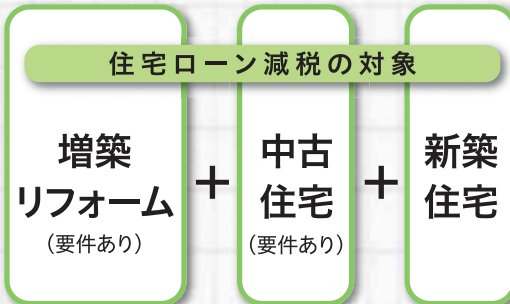 住宅ローン減税の対象
増築
リフォーム
（要件あり）
+
中古
住宅
（要件あり）
+
新築
住宅